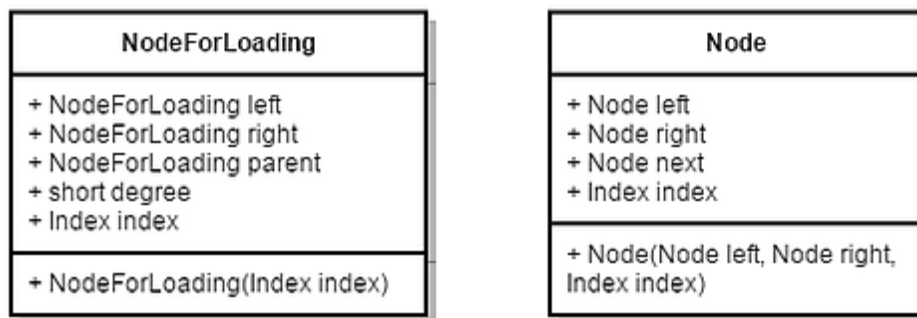 NodeForLoading
+ NodeForLoading left
+ NodeForLoading right
+ NodeForLoading parent
+ short degree
+ Index index
+ NodeForLoading(Index index)
Node
+ Node left
+ Node right
+ Node next
+ Index index
+ Node(Node left, Node right,
Index index)